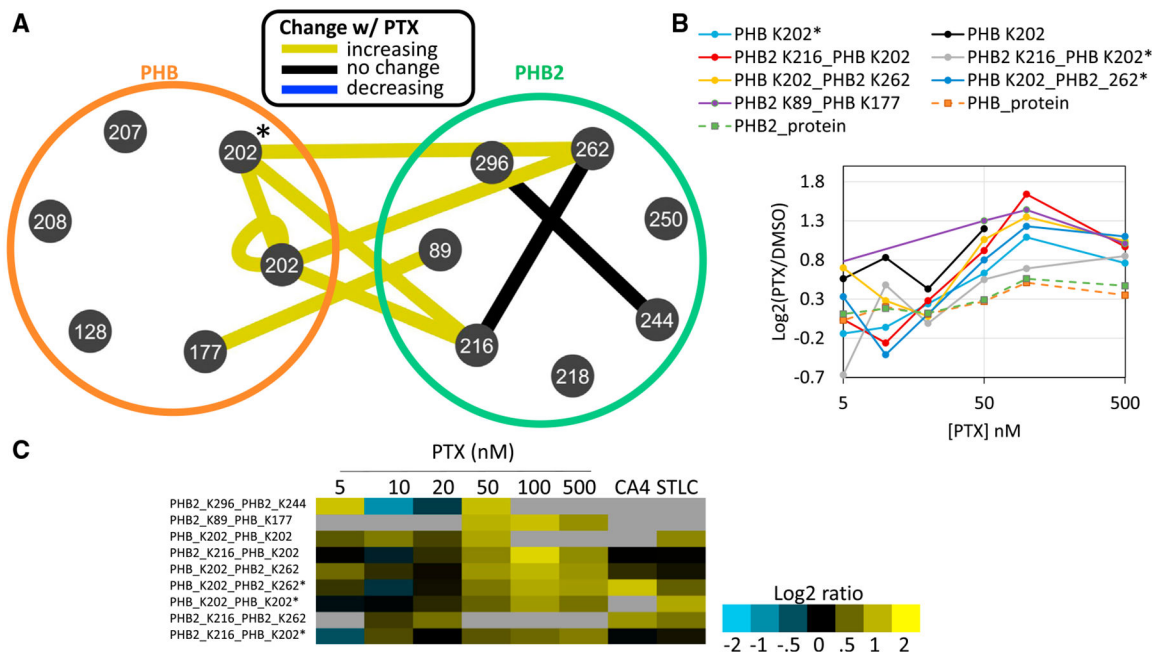 A
Change w/ PTX
increasing
no change
decreasing
PHB
PHB2
207
202
*
208
202
128
177
296
262
250
89
244
216
218
B
PHB K202*
PHB K202
PHB2 K216_PHB K202
PHB2 K216_PHB K202*
PHB K202_PHB2 K262
PHB K202_PHB2_262*
PHB2 K89_PHB K177
PHB_protein
PHB2_protein
Log2(PTX/DMSO)
1.8
1.3
0.8
0.3
-0.2
-0.7
5 50 500
[PTX] nM
C
PTX (nM)
5 10 20 50 100 500 CA4 STLC
PHB2_K296_PHB2_K244
PHB2_K89_PHB_K177
PHB_K202_PHB_K202
PHB2_K216_PHB_K202
PHB_K202_PHB2_K262
PHB_K202_PHB2_K262*
PHB_K202_PHB_K202*
PHB2_K216_PHB2_K262
PHB2_K216_PHB_K202*
Log2 ratio
-2 -1 -.5 0 .5 1 2